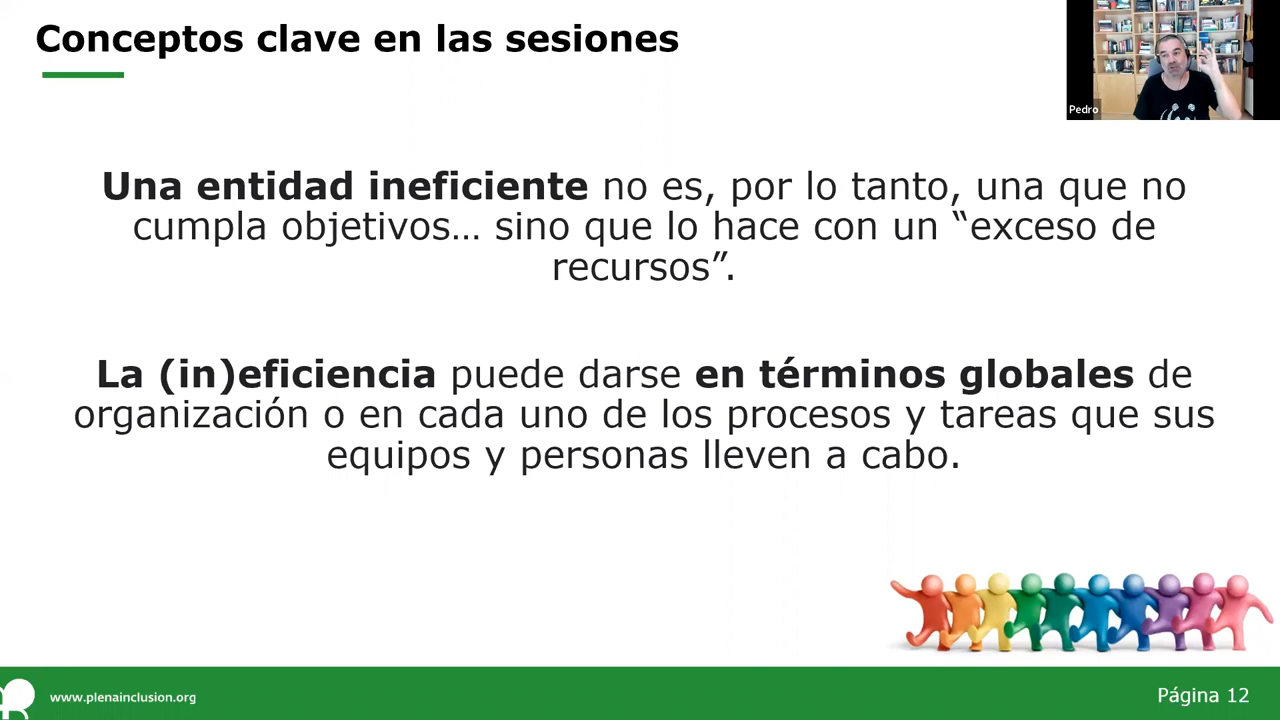 Conceptos clave en las sesiones
Pedro
Una entidad ineficiente no es, por lo tanto, una que no
cumpla objetivos… sino que lo hace con un “exceso de
recursos”.
La (in)eficiencia puede darse en términos globales de
organización o en cada uno de los procesos y tareas que sus
equipos y personas lleven a cabo.
www.plenainclusion.org
Página 12